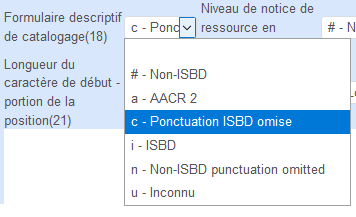 Formulaire descriptif
de catalogage(18)
c - Ponc
Niveau de notice de
ressource en
# - N
Longueur du
caractère de début -
portion de la
position(21)
# - Non-ISBD
a - AACR 2
c - Ponctuation ISBD omise
i - ISBD
n - Non-ISBD punctuation omitted
u - Inconnu